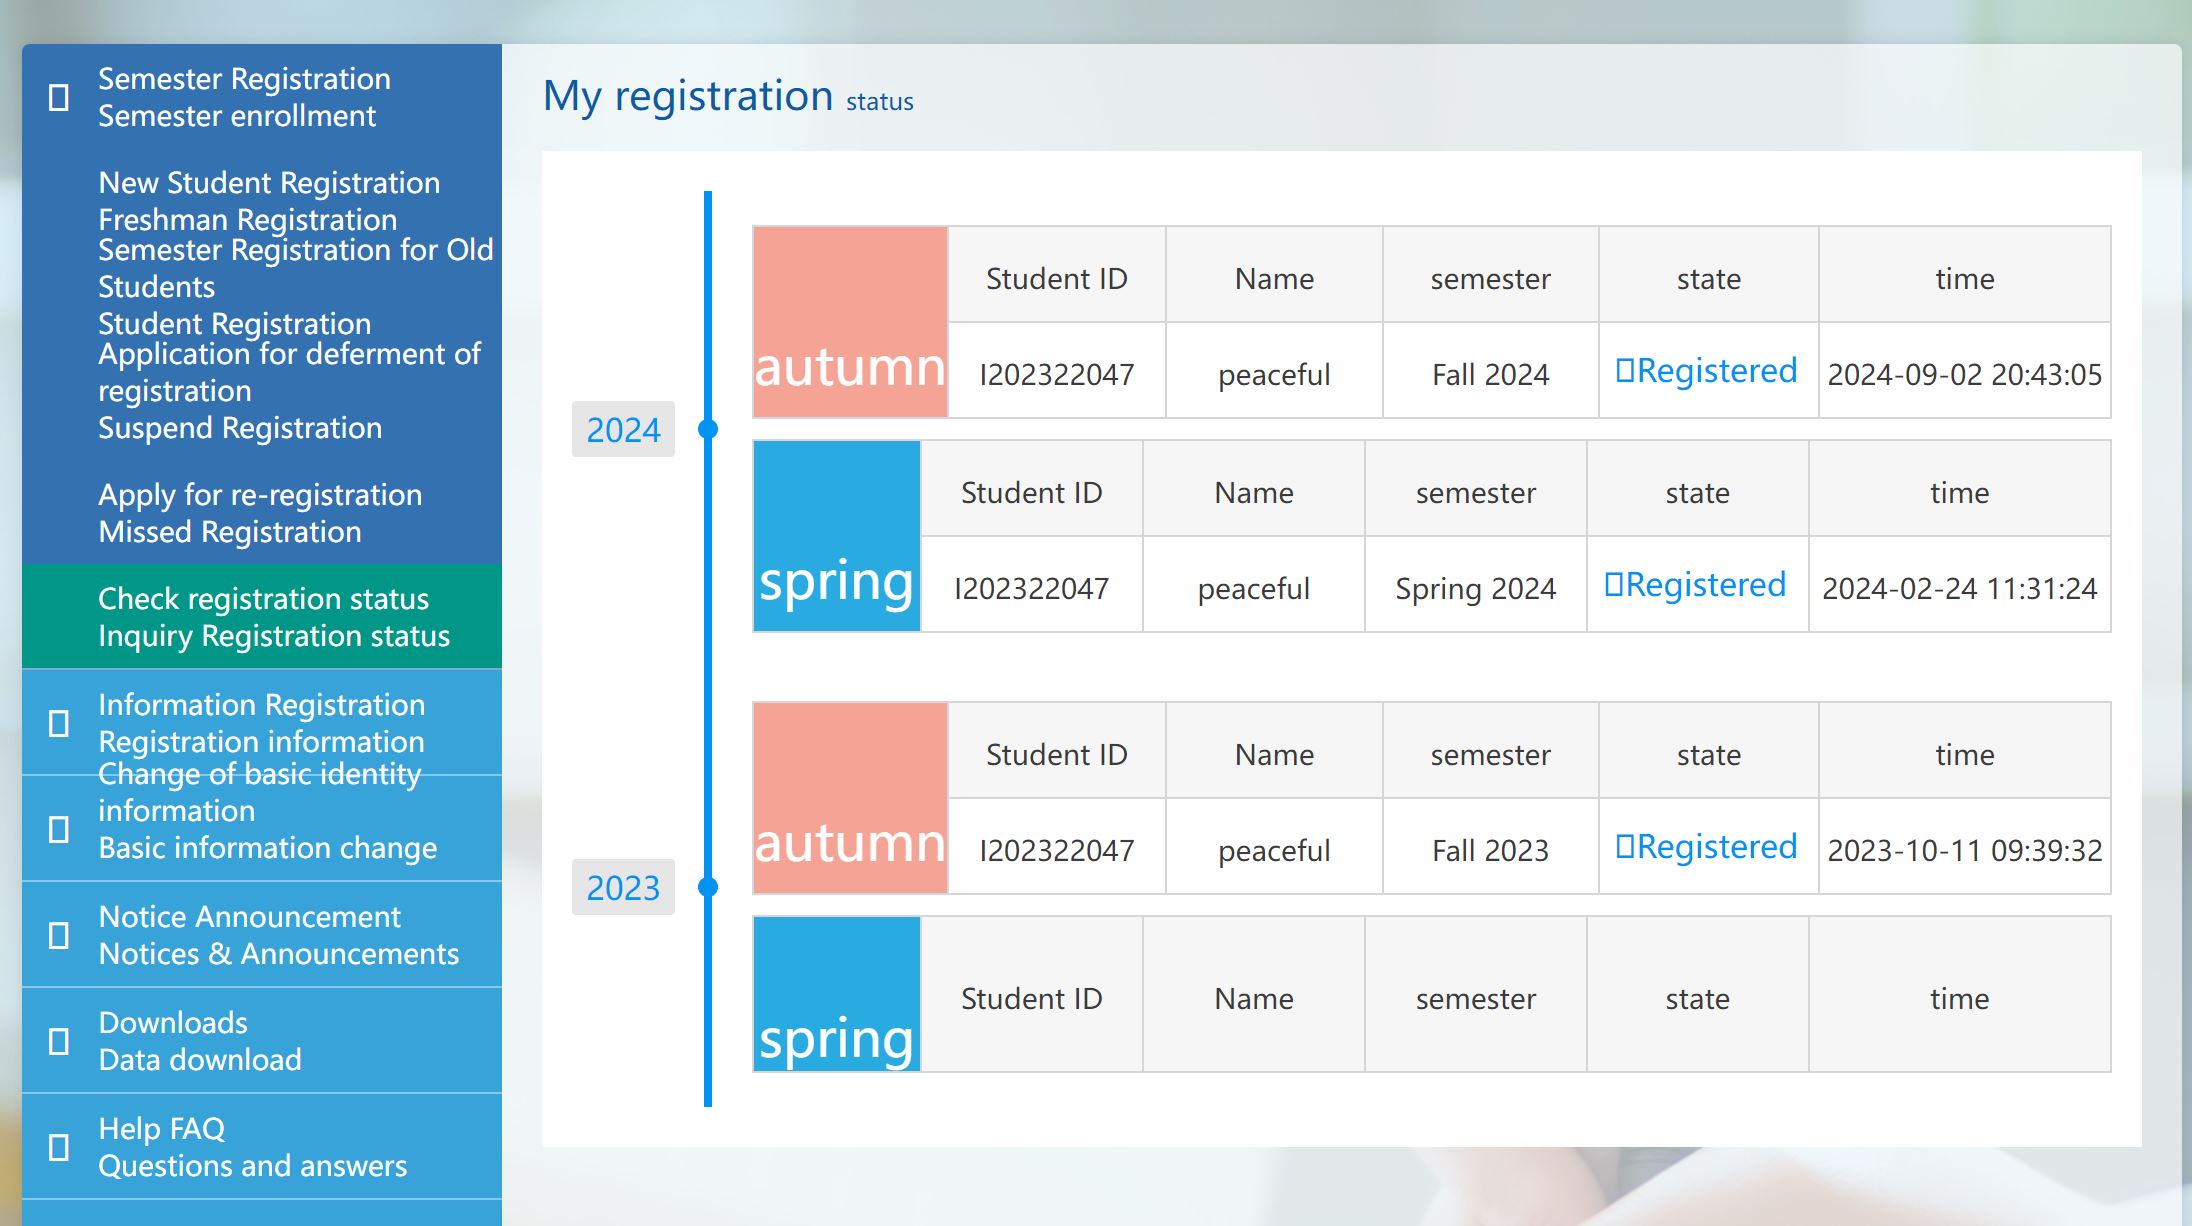 Semester Registration
Semester enrollment
New Student Registration
Freshman Registration
Semester Registration for Old
Students
Student Registration
Application for deferment of
registration
Suspend Registration
Apply for re-registration
Missed Registration
Check registration status
Inquiry Registration status
Information Registration
Registration information
Change of basic identity
information
Basic information change
Notice Announcement
Notices & Announcements
Downloads
Data download
Help FAQ
Questions and answers
My registration status
2024
autumn
Student ID Name semester state time
I202322047 peaceful Fall 2024 Registered 2024-09-02 20:43:05
spring
Student ID Name semester state time
I202322047 peaceful Spring 2024 Registered 2024-02-24 11:31:24
2023
autumn
Student ID Name semester state time
I202322047 peaceful Fall 2023 Registered 2023-10-11 09:39:32
spring
Student ID Name semester state time